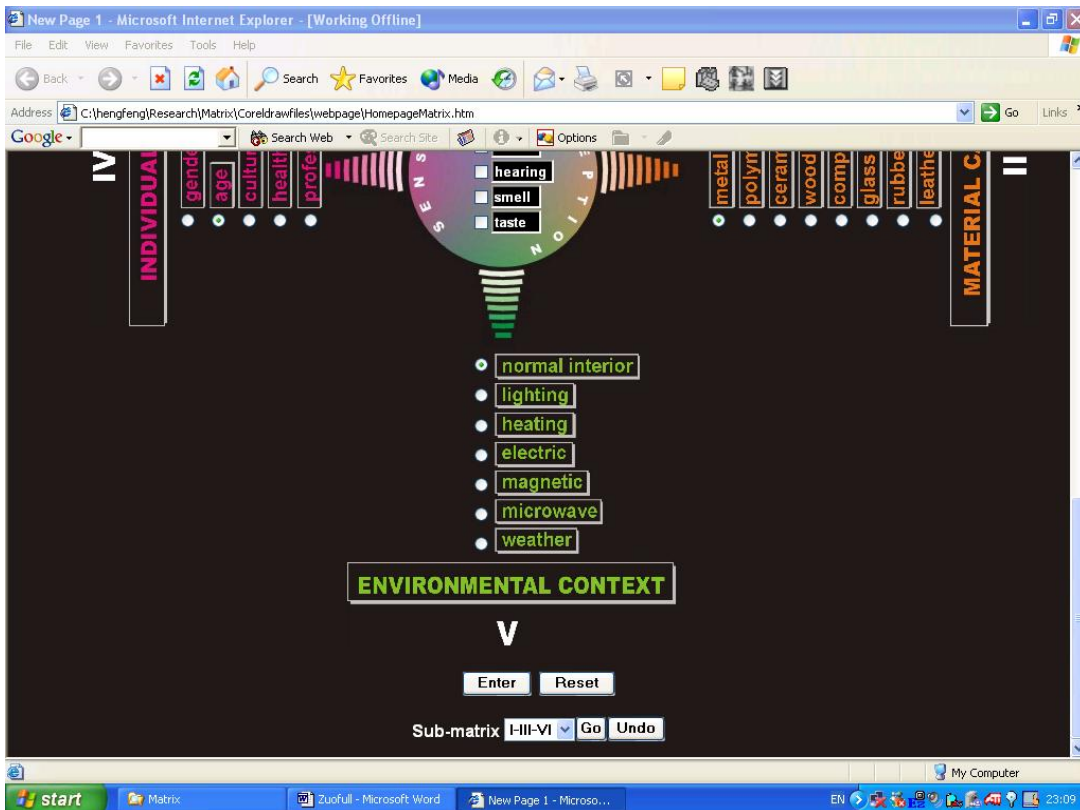 New Page 1 - Microsoft Internet Explorer - [Working Offline]
File Edit View Favorites Tools Help
Back Search Favorites Media
Address C:\hengfeng\Research\Matrix\Coreldrawfiles\webpage\HomepageMatrix.htm Go Links
Google Search Web Search Site Options
IV
INDIVIDUAL
age
hearing
smell
taste
SENS
EPTION
metal
wood
glass
MATERIAL
II
normal interior
lighting
heating
electric
magnetic
microwave
weather
ENVIRONMENTAL CONTEXT
V
Enter Reset
Sub-matrix I-III-VI Go Undo
My Computer
start Matrix Zuofull - Microsoft Word New Page 1 - Microso... EN 23:09